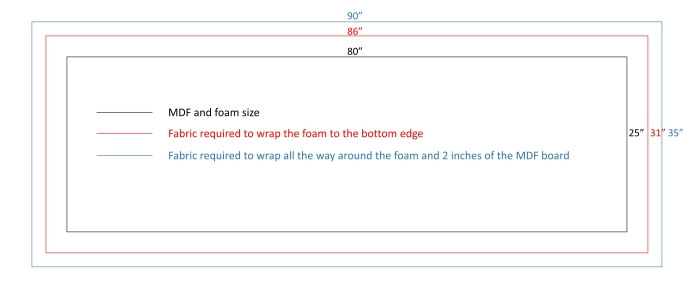 90”
86”
80”
MDF and foam size
Fabric required to wrap the foam to the bottom edge
25” 31” 35”
Fabric required to wrap all the way around the foam and 2 inches of the MDF board